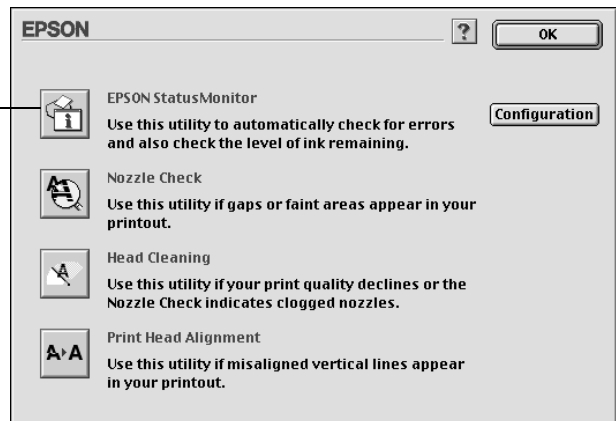 EPSON
? OK
EPSON StatusMonitor
Use this utility to automatically check for errors
and also check the level of ink remaining.
Configuration
Nozzle Check
Use this utility if gaps or faint areas appear in your
printout.
Head Cleaning
Use this utility if your print quality declines or the
Nozzle Check indicates clogged nozzles.
A▸A
Print Head Alignment
Use this utility if misaligned vertical lines appear
in your printout.